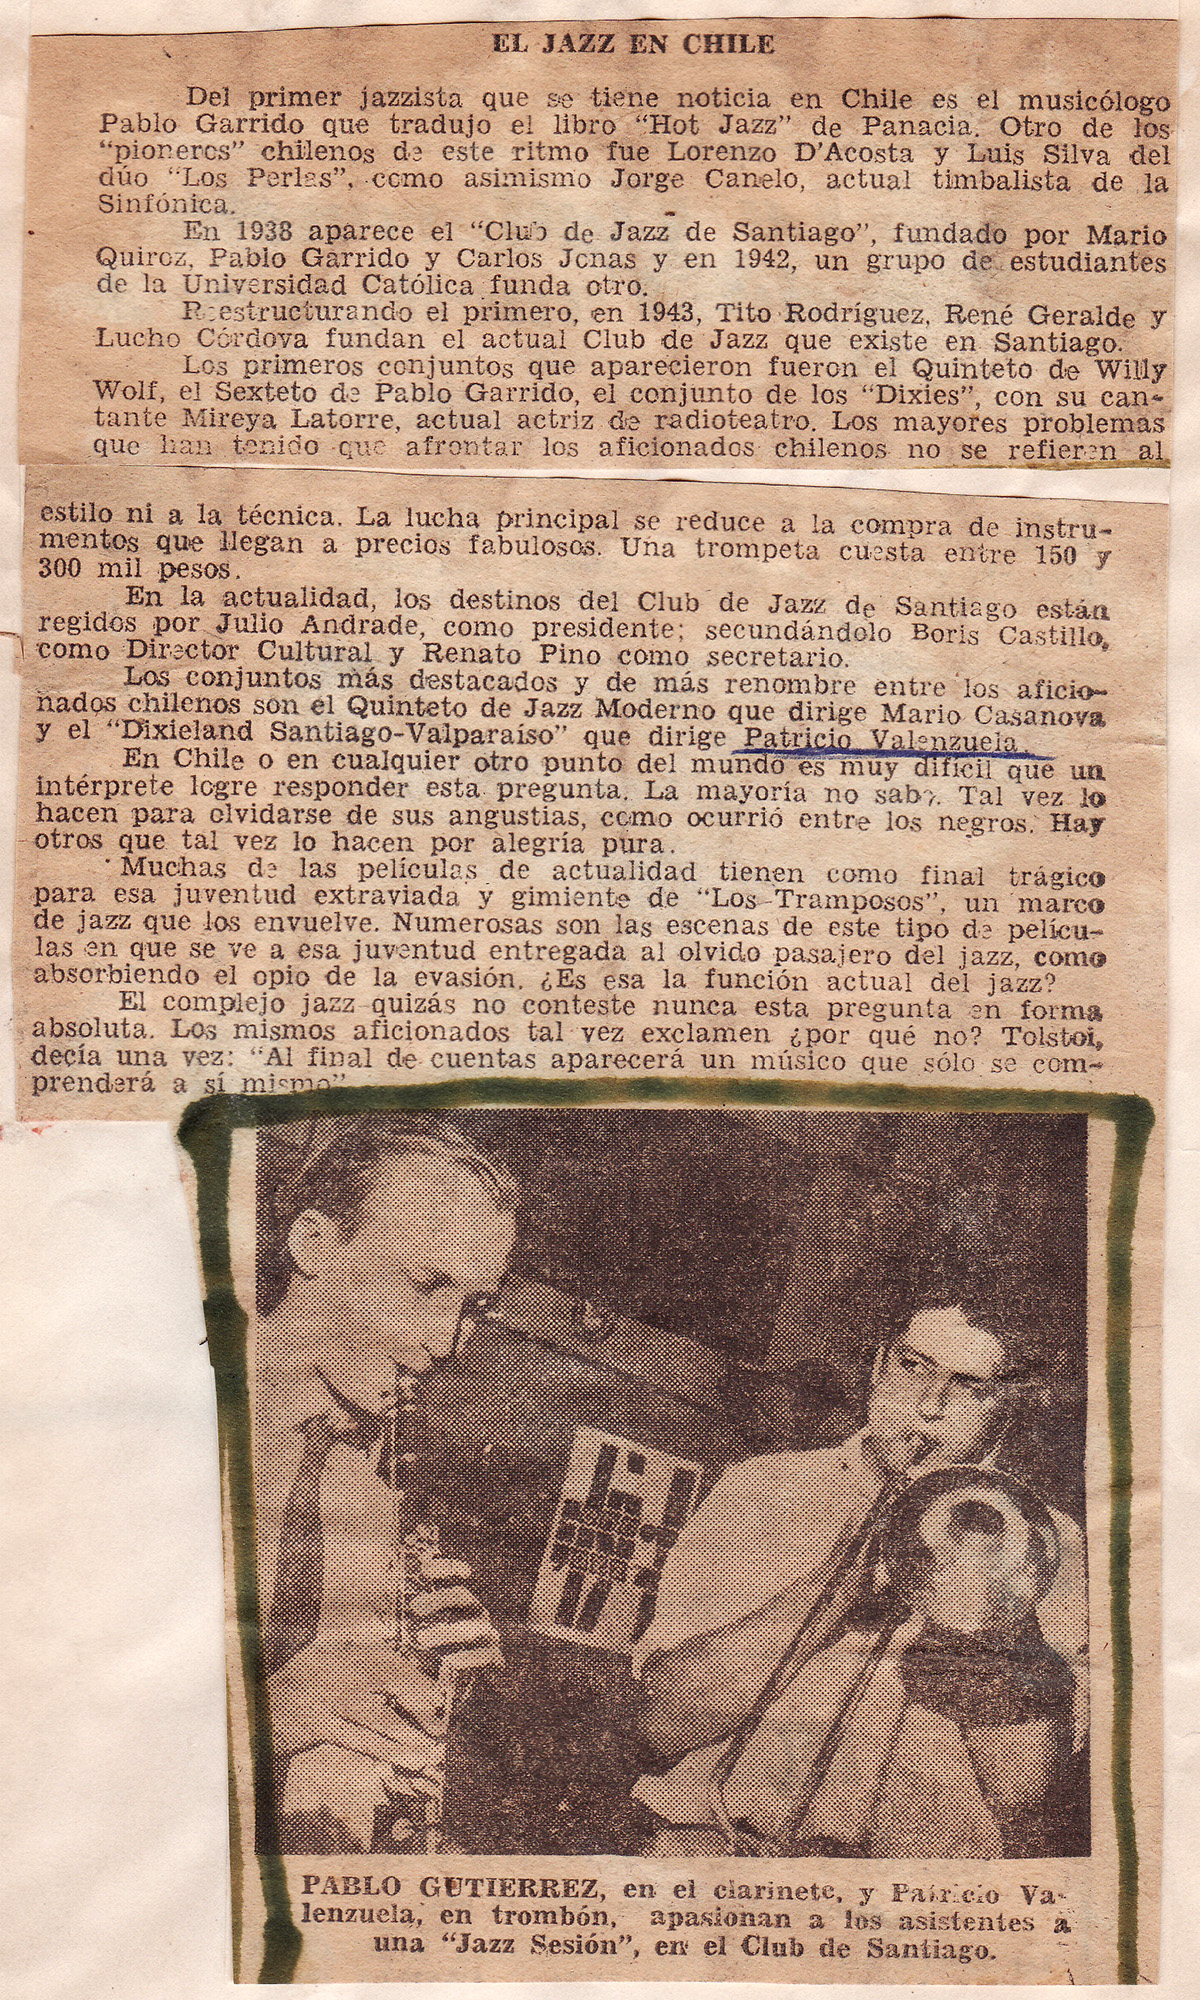 EL JAZZ EN CHILE
Del primer jazzista que se tiene noticia en Chile es el musicólogo
Pablo Garrido que tradujo el libro “Hot Jazz” de Panacia. Otro de los
“pioneros” chilenos de este ritmo fue Lorenzo D’Acosta y Luis Silva del
dúo “Los Perlas”, como asimismo Jorge Canelo, actual timbalista de la
Sinfónica.
En 1938 aparece el “Club de Jazz de Santiago”, fundado por Mario
Quiroz, Pablo Garrido y Carlos Jonas y en 1942, un grupo de estudiantes
de la Universidad Católica funda otro.
Reestructurando el primero, en 1943, Tito Rodríguez, René Geralde y
Lucho Córdova fundan el actual Club de Jazz que existe en Santiago.
Los primeros conjuntos que aparecieron fueron el Quinteto de Willy
Wolf, el Sexteto de Pablo Garrido, el conjunto de los “Dixies”, con su can-
tante Mireya Latorre, actual actriz de radioteatro. Los mayores problemas
que han tenido que afrontar los aficionados chilenos no se refieren al
estilo ni a la técnica. La lucha principal se reduce a la compra de instru-
mentos que llegan a precios fabulosos. Una trompeta cuesta entre 150 y
300 mil pesos.
En la actualidad, los destinos del Club de Jazz de Santiago están
regidos por Julio Andrade, como presidente; secundándolo Boris Castillo,
como Director Cultural y Renato Pino como secretario.
Los conjuntos más destacados y de más renombre entre los aficio-
nados chilenos son el Quinteto de Jazz Moderno que dirige Mario Casanova
y el “Dixieland Santiago-Valparaíso” que dirige Patricio Valenzuela.
En Chile o en cualquier otro punto del mundo es muy difícil que un
intérprete logre responder esta pregunta. La mayoría no sabe. Tal vez lo
hacen para olvidarse de sus angustias, como ocurrió entre los negros. Hay
otros que tal vez lo hacen por alegría pura.
Muchas de las películas de actualidad tienen como final trágico
para esa juventud extraviada y gimiente de “Los Tramposos”, un marco
de jazz que los envuelve. Numerosas son las escenas de este tipo de pelícu-
las en que se ve a esa juventud entregada al olvido pasajero del jazz, como
absorbiendo el opio de la evasión. ¿Es esa la función actual del jazz?
El complejo jazz quizás no conteste nunca esta pregunta en forma
absoluta. Los mismos aficionados tal vez exclamen ¿por qué no? Tolstoi,
decía una vez: “Al final de cuentas aparecerá un músico que sólo se com-
prenderá a sí mismo”
PABLO GUTIERREZ, en el clarinete, y Patricio Va-
lenzuela, en trombón, apasionan a los asistentes a
una “Jazz Sesión”, en el Club de Santiago.